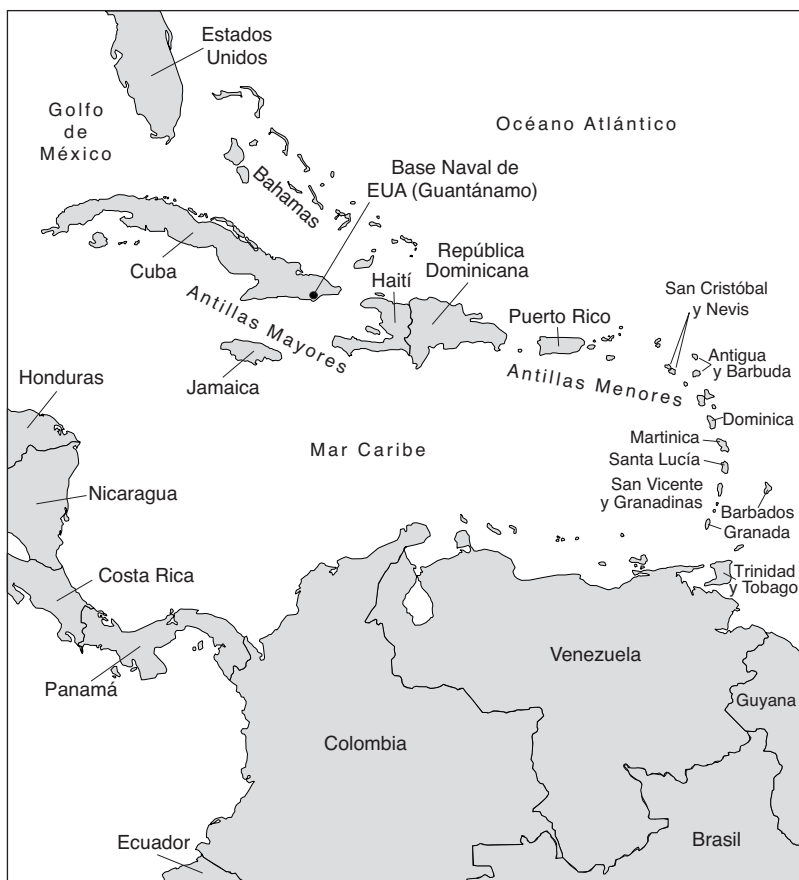 Estados
Unidos
Golfo
de
México
Océano Atlántico
Bahamas
Base Naval de
EUA (Guantánamo)
Cuba
Haití
República
Dominicana
Antillas Mayores
Puerto Rico
San Cristóbal
y Nevis
Jamaica
Antillas Menores
Antigua
y Barbuda
Honduras
Dominica
Mar Caribe
Martinica
Santa Lucía
Nicaragua
San Vicente
y Granadinas
Barbados
Granada
Costa Rica
Trinidad
y Tobago
Panamá
Venezuela
Guyana
Colombia
Ecuador
Brasil